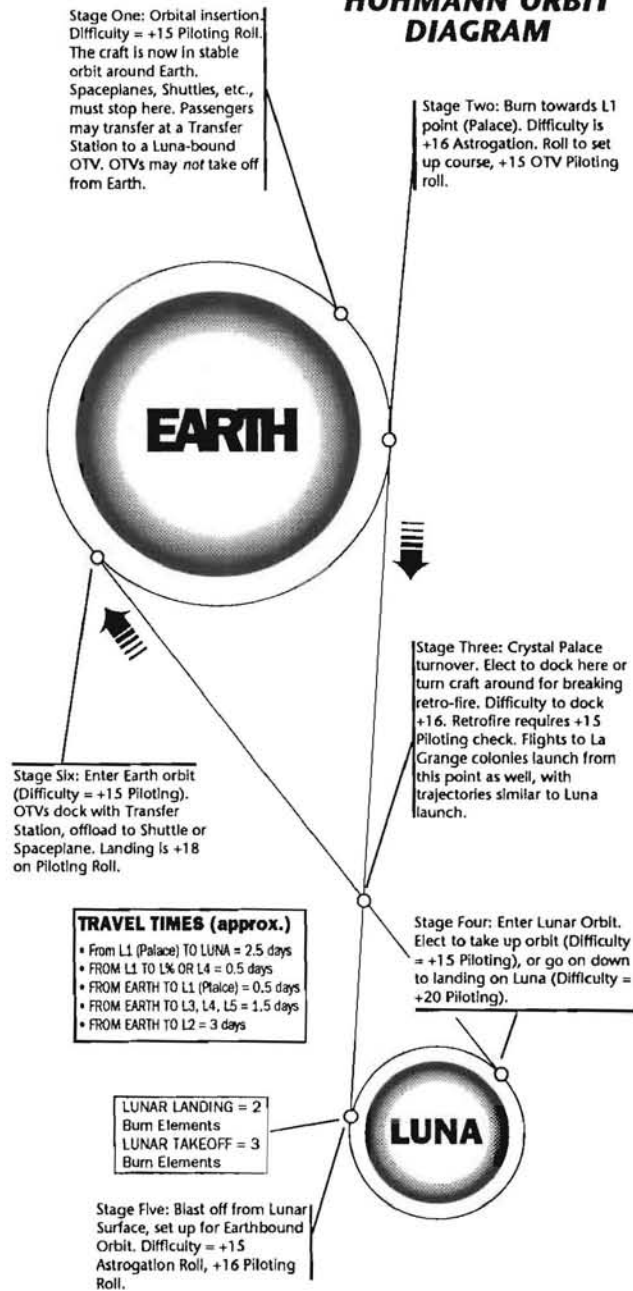 HOHMANN ORBIT
DIAGRAM
Stage One: Orbital insertion.
Difficulty = +15 Piloting Roll.
The craft is now in stable
orbit around Earth.
Spaceplanes, Shuttles, etc.,
must stop here. Passengers
may transfer at a Transfer
Station to a Luna-bound
OTV. OTVs may not take off
from Earth.
Stage Two: Burn towards L1
point (Palace). Difficulty is
+16 Astrogation. Roll to set
up course, +15 OTV Piloting
roll.
EARTH
Stage Three: Crystal Palace
turnover. Elect to dock here or
turn craft around for breaking
retro-fire. Difficulty to dock
+16. Retrofire requires +15
Piloting check. Flights to La
Grange colonies launch from
this point as well, with
trajectories similar to Luna
launch.
Stage Six: Enter Earth orbit
(Difficulty = +15 Piloting).
OTVs dock with Transfer
Station, offload to Shuttle or
Spaceplane. Landing is +18
on Piloting Roll.
TRAVEL TIMES (approx.)
• From L1 (Palace) TO LUNA = 2.5 days
• FROM L1 TO L% OR L4 = 0.5 days
• FROM EARTH TO L1 (Ptalce) = 0.5 days
• FROM EARTH TO L3, L4, L5 = 1.5 days
• FROM EARTH TO L2 = 3 days
Stage Four: Enter Lunar Orbit.
Elect to take up orbit (Difficulty
= +15 Piloting), or go on down
to landing on Luna (Difficulty =
+20 Piloting).
LUNAR LANDING = 2
Burn Elements
LUNAR TAKEOFF = 3
Burn Elements
LUNA
Stage Five: Blast off from Lunar
Surface, set up for Earthbound
Orbit. Difficulty = +15
Astrogation Roll, +16 Piloting
Roll.